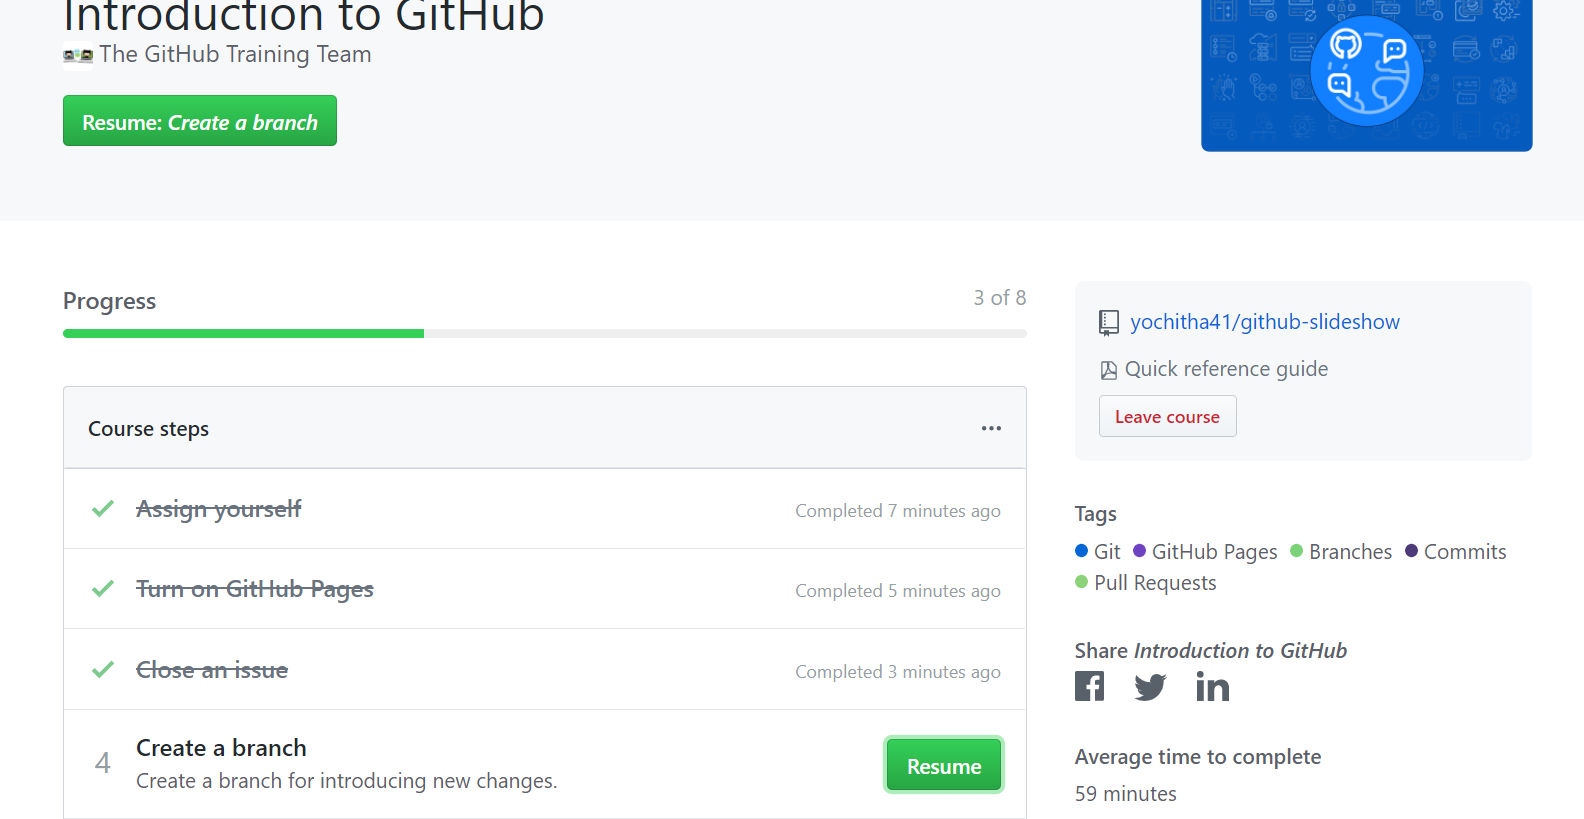 Introduction to GitHub
The GitHub Training Team
Resume: Create a branch
Progress
3 of 8
Course steps
Assign yourself
Completed 7 minutes ago
Turn on GitHub Pages
Completed 5 minutes ago
Close an issue
Completed 3 minutes ago
4
Create a branch
Create a branch for introducing new changes.
Resume
yochitha41/github-slideshow
Quick reference guide
Leave course
Tags
Git GitHub Pages Branches Commits
Pull Requests
Share Introduction to GitHub
Average time to complete
59 minutes